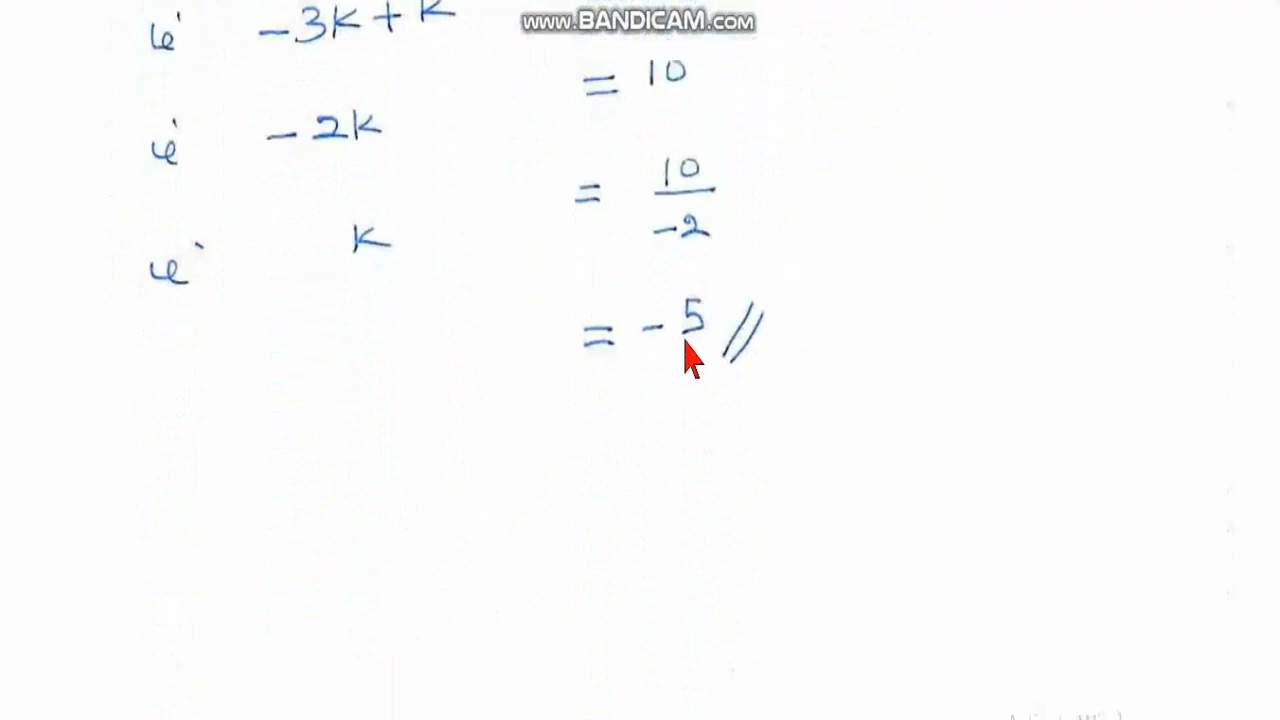 www.BANDICAM.com
ie -3k + k
= 10
ie -2k
= 10/-2
ie k
= -5 //